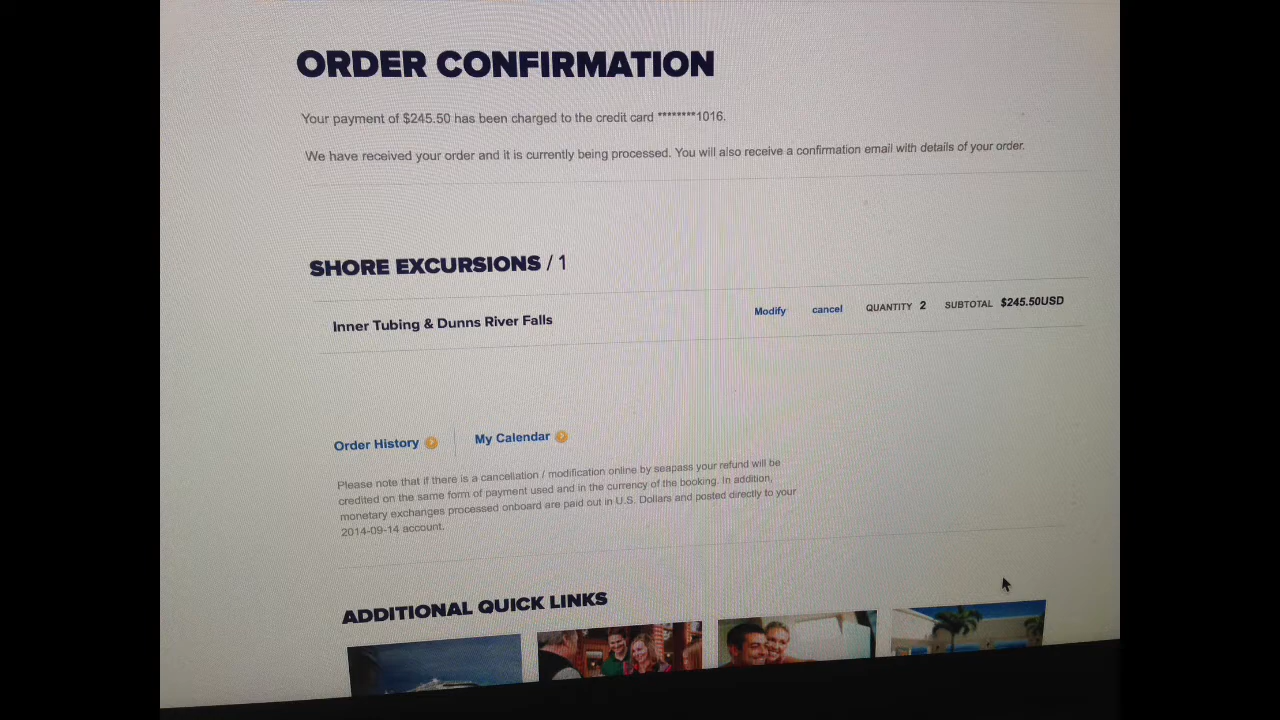 ORDER CONFIRMATION
Your payment of $245.50 has been charged to the credit card ********1016.
We have received your order and it is currently being processed. You will also receive a confirmation email with details of your order.
SHORE EXCURSIONS / 1
Inner Tubing & Dunns River Falls Modify cancel QUANTITY 2 SUBTOTAL $245.50USD
Order History My Calendar
Please note that if there is a cancellation / modification online by seapass your refund will be
credited on the same form of payment used and in the currency of the booking. In addition,
monetary exchanges processed onboard are paid out in U.S. Dollars and posted directly to your
2014-09-14 account.
ADDITIONAL QUICK LINKS